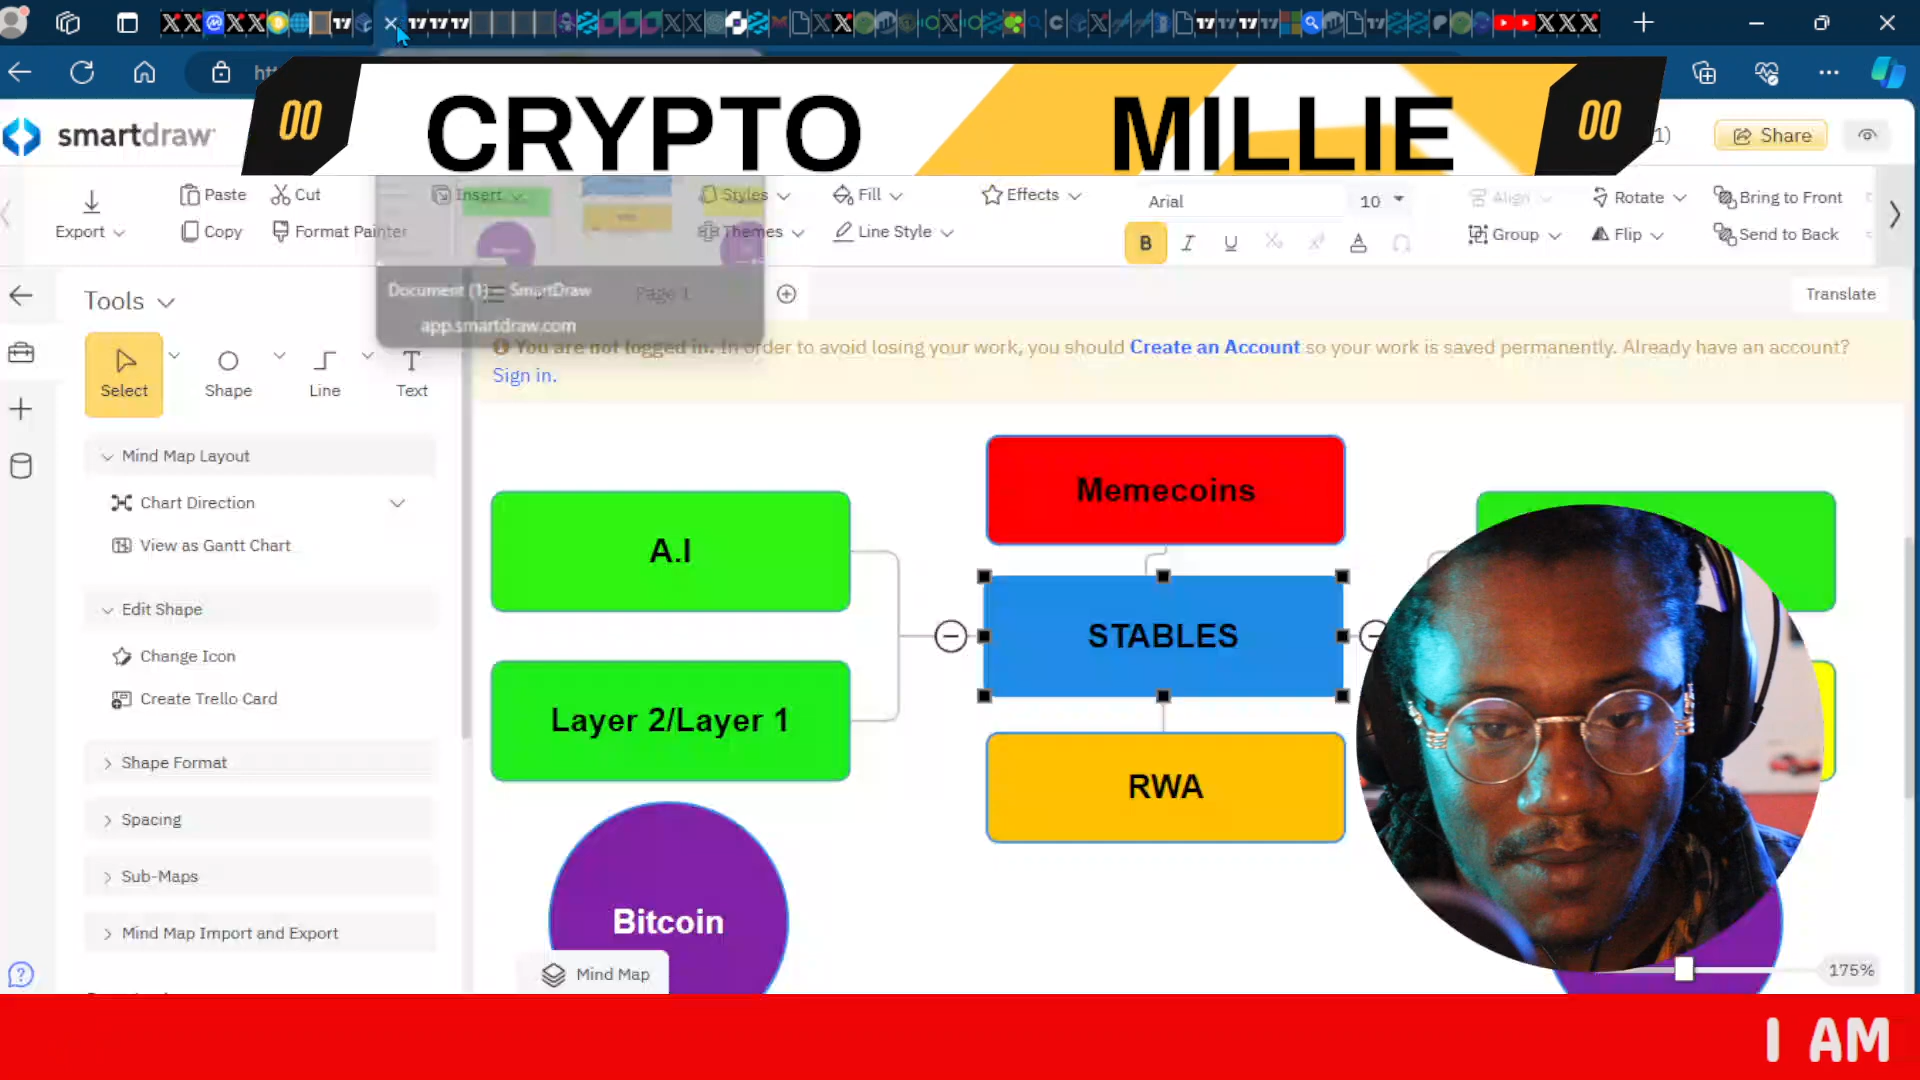 CRYPTO MILLIE
00
00
smartdraw
1)
Share
Export
Paste
Cut
Copy
Format Painter
Insert
Styles
Themes
Fill
Line Style
Effects
Arial
10
B
I
U
Align
Group
Rotate
Flip
Bring to Front
Send to Back
Document (1) - SmartDraw
app.smartdraw.com
Page 1
Translate
Tools
Select
Shape
Line
Text
You are not logged in. In order to avoid losing your work, you should Create an Account so your work is saved permanently. Already have an account?
Sign in.
Mind Map Layout
Chart Direction
View as Gantt Chart
Edit Shape
Change Icon
Create Trello Card
Shape Format
Spacing
Sub-Maps
Mind Map Import and Export
A.I
Layer 2/Layer 1
Memecoins
STABLES
RWA
Bitcoin
Mind Map
175%
I AM